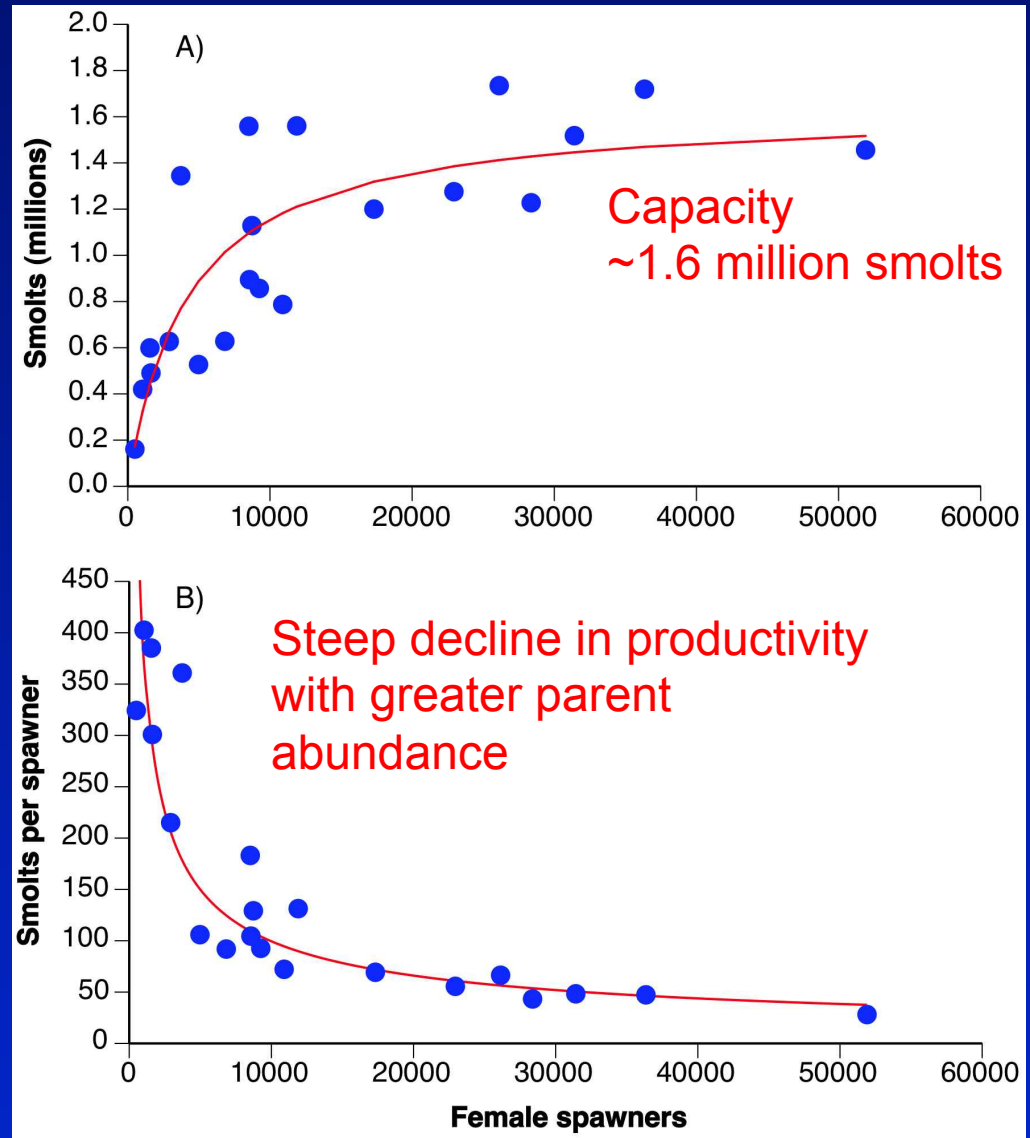 A)
2.0
1.8
1.6
1.4
1.2
1.0
0.8
0.6
0.4
0.2
0.0
Smolts (millions)
Capacity
~1.6 million smolts
0 10000 20000 30000 40000 50000 60000
B)
450
400
350
300
250
200
150
100
50
0
Smolts per spawner
Steep decline in productivity
with greater parent
abundance
0 10000 20000 30000 40000 50000 60000
Female spawners